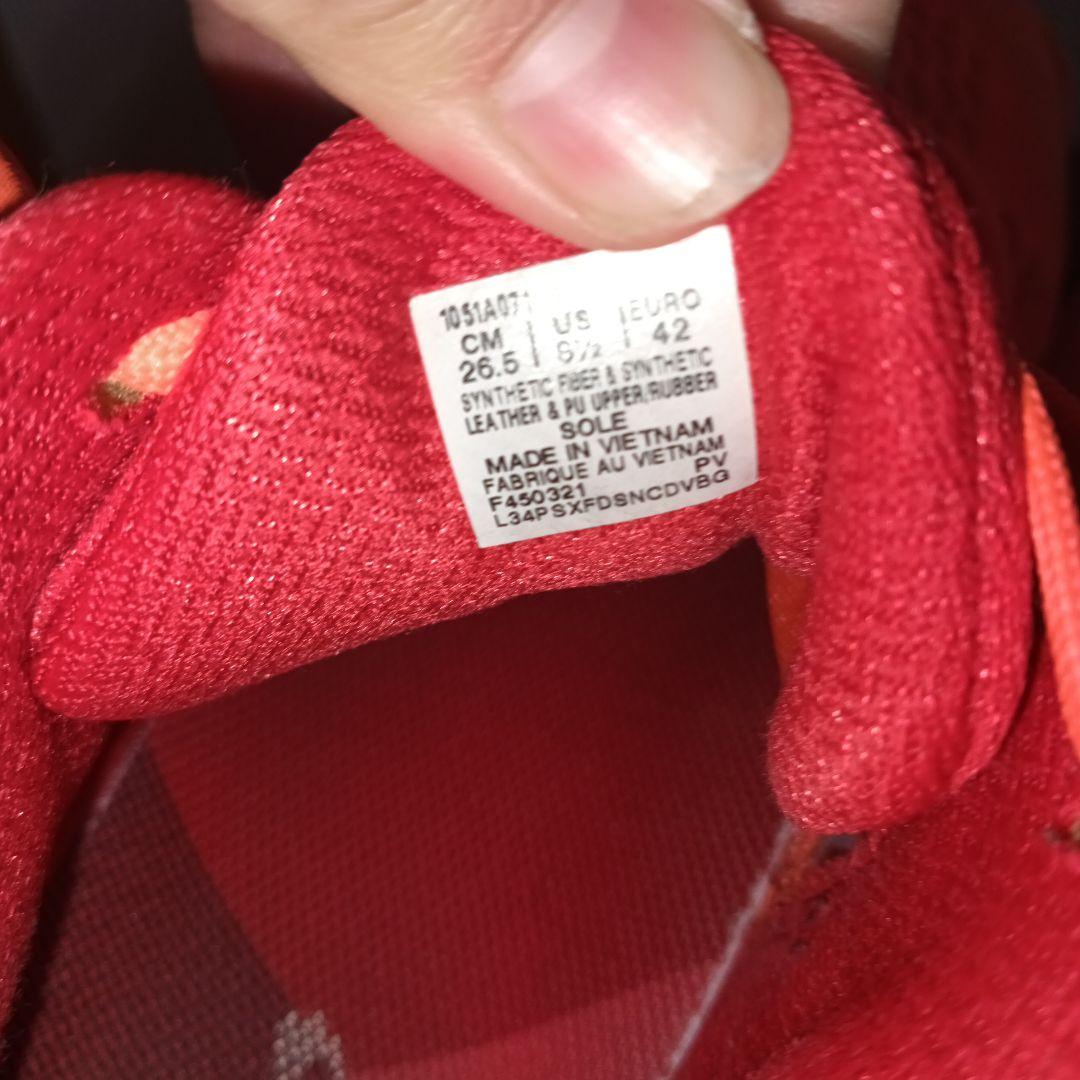 1051A071
CM | US | EURO
26.5 | 8½ | 42
SYNTHETIC FIBER & SYNTHETIC
LEATHER & PU UPPER/RUBBER
SOLE
MADE IN VIETNAM
FABRIQUE AU VIETNAM
F450321 PV
L34PSXFDSNCDVBG